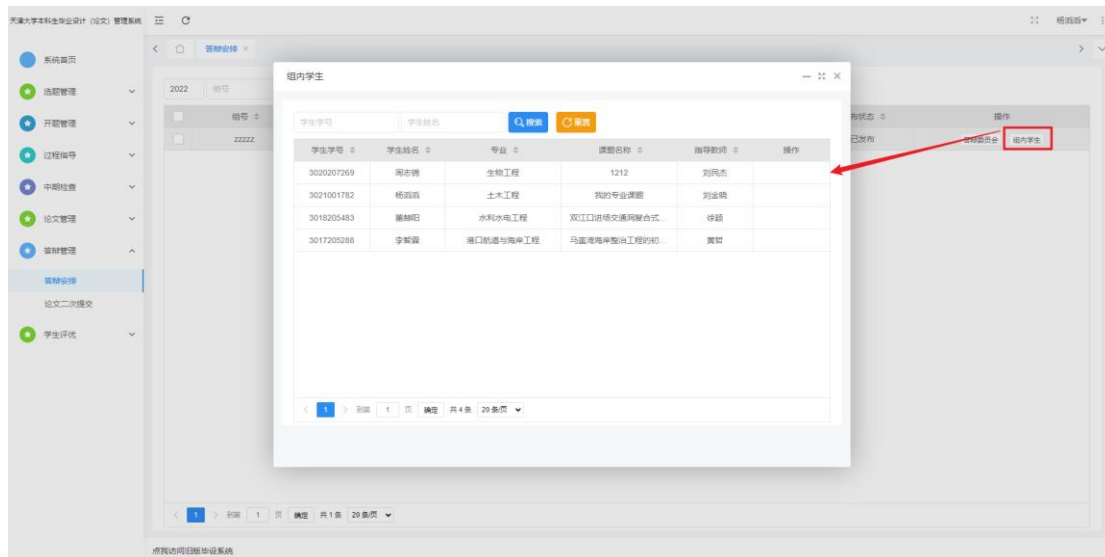 天津大学本科生毕业设计（论文）管理系统
杨滔滔
系统首页
选题管理
开题管理
过程指导
中期检查
论文管理
答辩管理
答辩安排
论文二次提交
学生评优
答辩安排 ×
2022 组号
组号 布状态 操作
zzzzz 已发布 答辩委员会 组内学生
组内学生
学生学号 学生姓名 搜索 重置
学生学号 学生姓名 专业 课题名称 指导教师 操作
3020207269 周志锦 生物工程 1212 刘民杰
3021001782 杨滔滔 土木工程 我的专业课题 刘金晓
3018205483 董赫阳 水利水电工程 双江口进场交通洞复合式...
3017205288 李智霖 港口航道与海岸工程 马銮湾海岸整治工程的初... 黄哲
1 到第 1 页 确定 共 4 条 20 条/页
1 到第 1 页 确定 共 1 条 20 条/页
点我访问旧版毕设系统